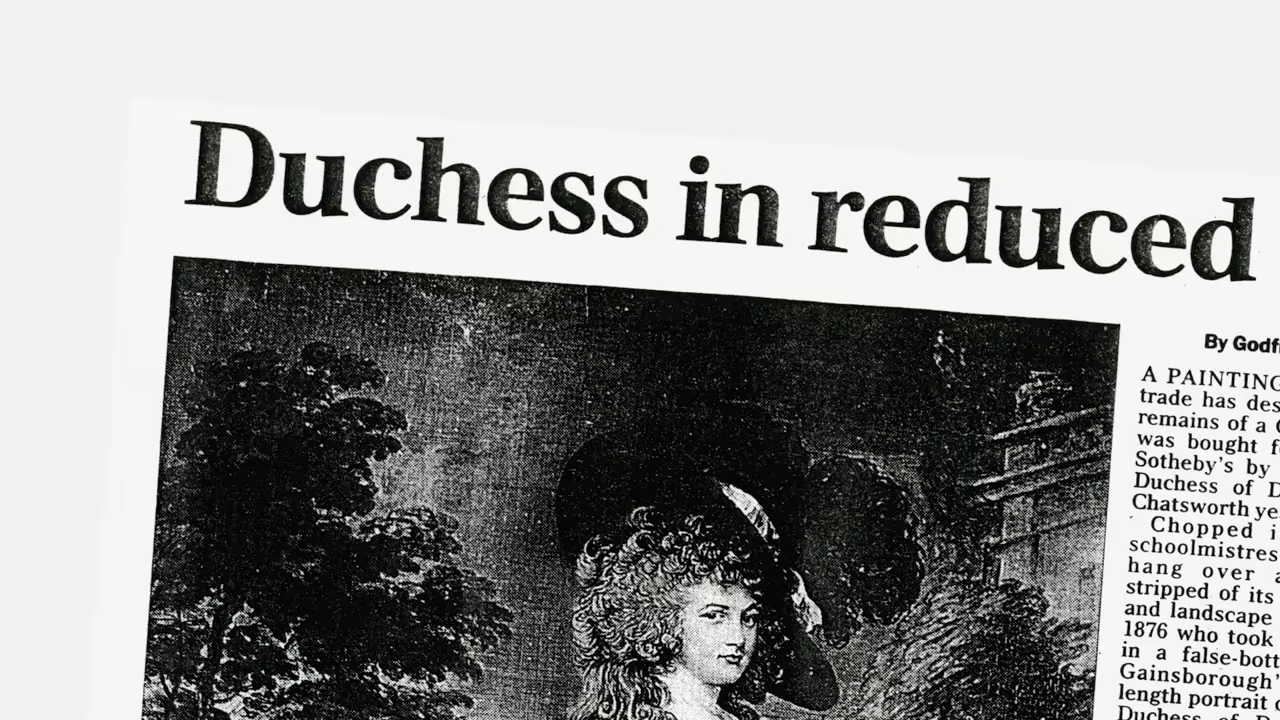 Duchess in reduced
By Godf
A PAINTING
trade has des
remains of a
was bought f
Sotheby's by
Duchess of D
Chatsworth ye
Chopped i
schoolmistres
hang over a
stripped of its
and landscape
1876 who took
in a false-bott
Gainsborough'
length portrait
Duchess of D